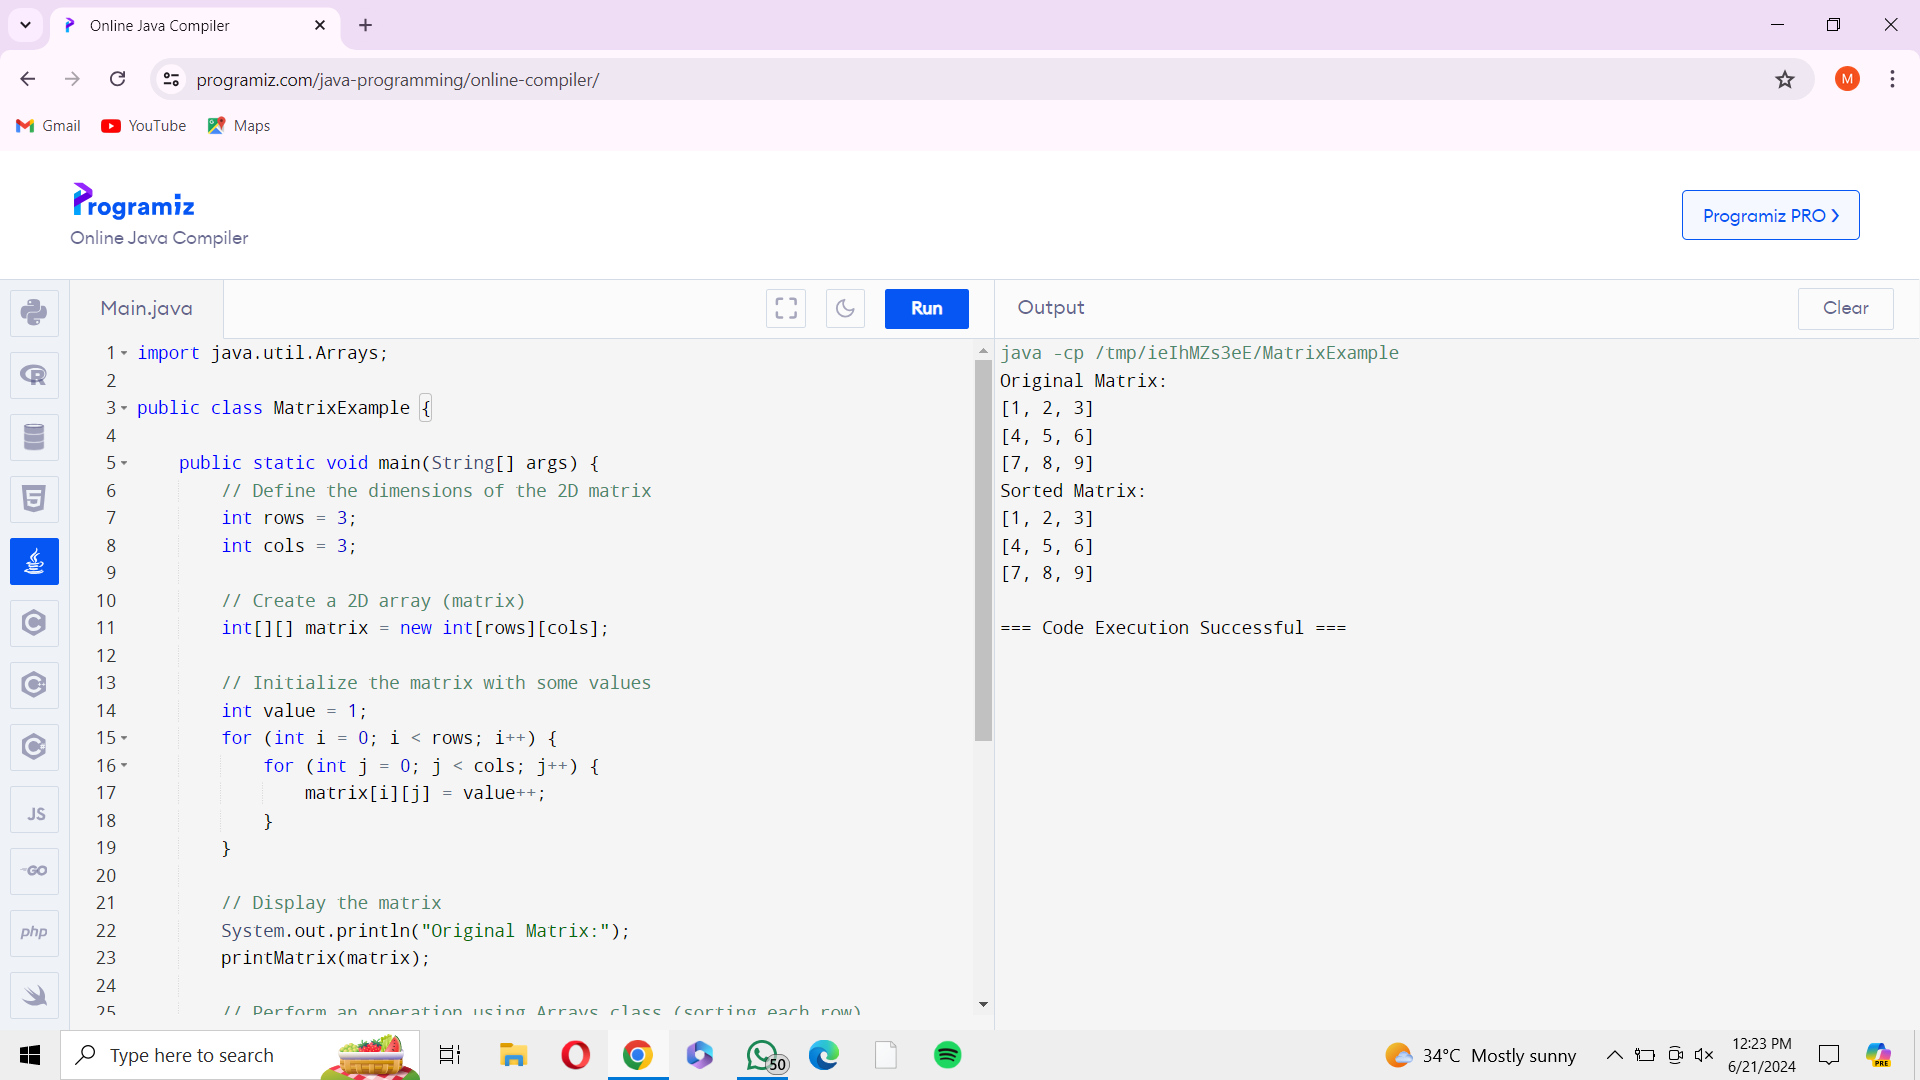 Online Java Compiler
programiz.com/java-programming/online-compiler/
M
Gmail YouTube Maps
Programiz
Online Java Compiler
Programiz PRO
Main.java
Run
Output
Clear
1 import java.util.Arrays;
2
3 public class MatrixExample {
4
5 public static void main(String[] args) {
6 // Define the dimensions of the 2D matrix
7 int rows = 3;
8 int cols = 3;
9
10 // Create a 2D array (matrix)
11 int[][] matrix = new int[rows][cols];
12
13 // Initialize the matrix with some values
14 int value = 1;
15 for (int i = 0; i < rows; i++) {
16 for (int j = 0; j < cols; j++) {
17 matrix[i][j] = value++;
18 }
19 }
20
21 // Display the matrix
22 System.out.println("Original Matrix:");
23 printMatrix(matrix);
24
25 // Perform an operation using Arrays class (sorting each row)
java -cp /tmp/ieIhMZs3eE/MatrixExample
Original Matrix:
[1, 2, 3]
[4, 5, 6]
[7, 8, 9]
Sorted Matrix:
[1, 2, 3]
[4, 5, 6]
[7, 8, 9]
=== Code Execution Successful ===
R
5
C
C
C
JS
GO
php
Type here to search
50
34°C Mostly sunny
12:23 PM
6/21/2024
PRE